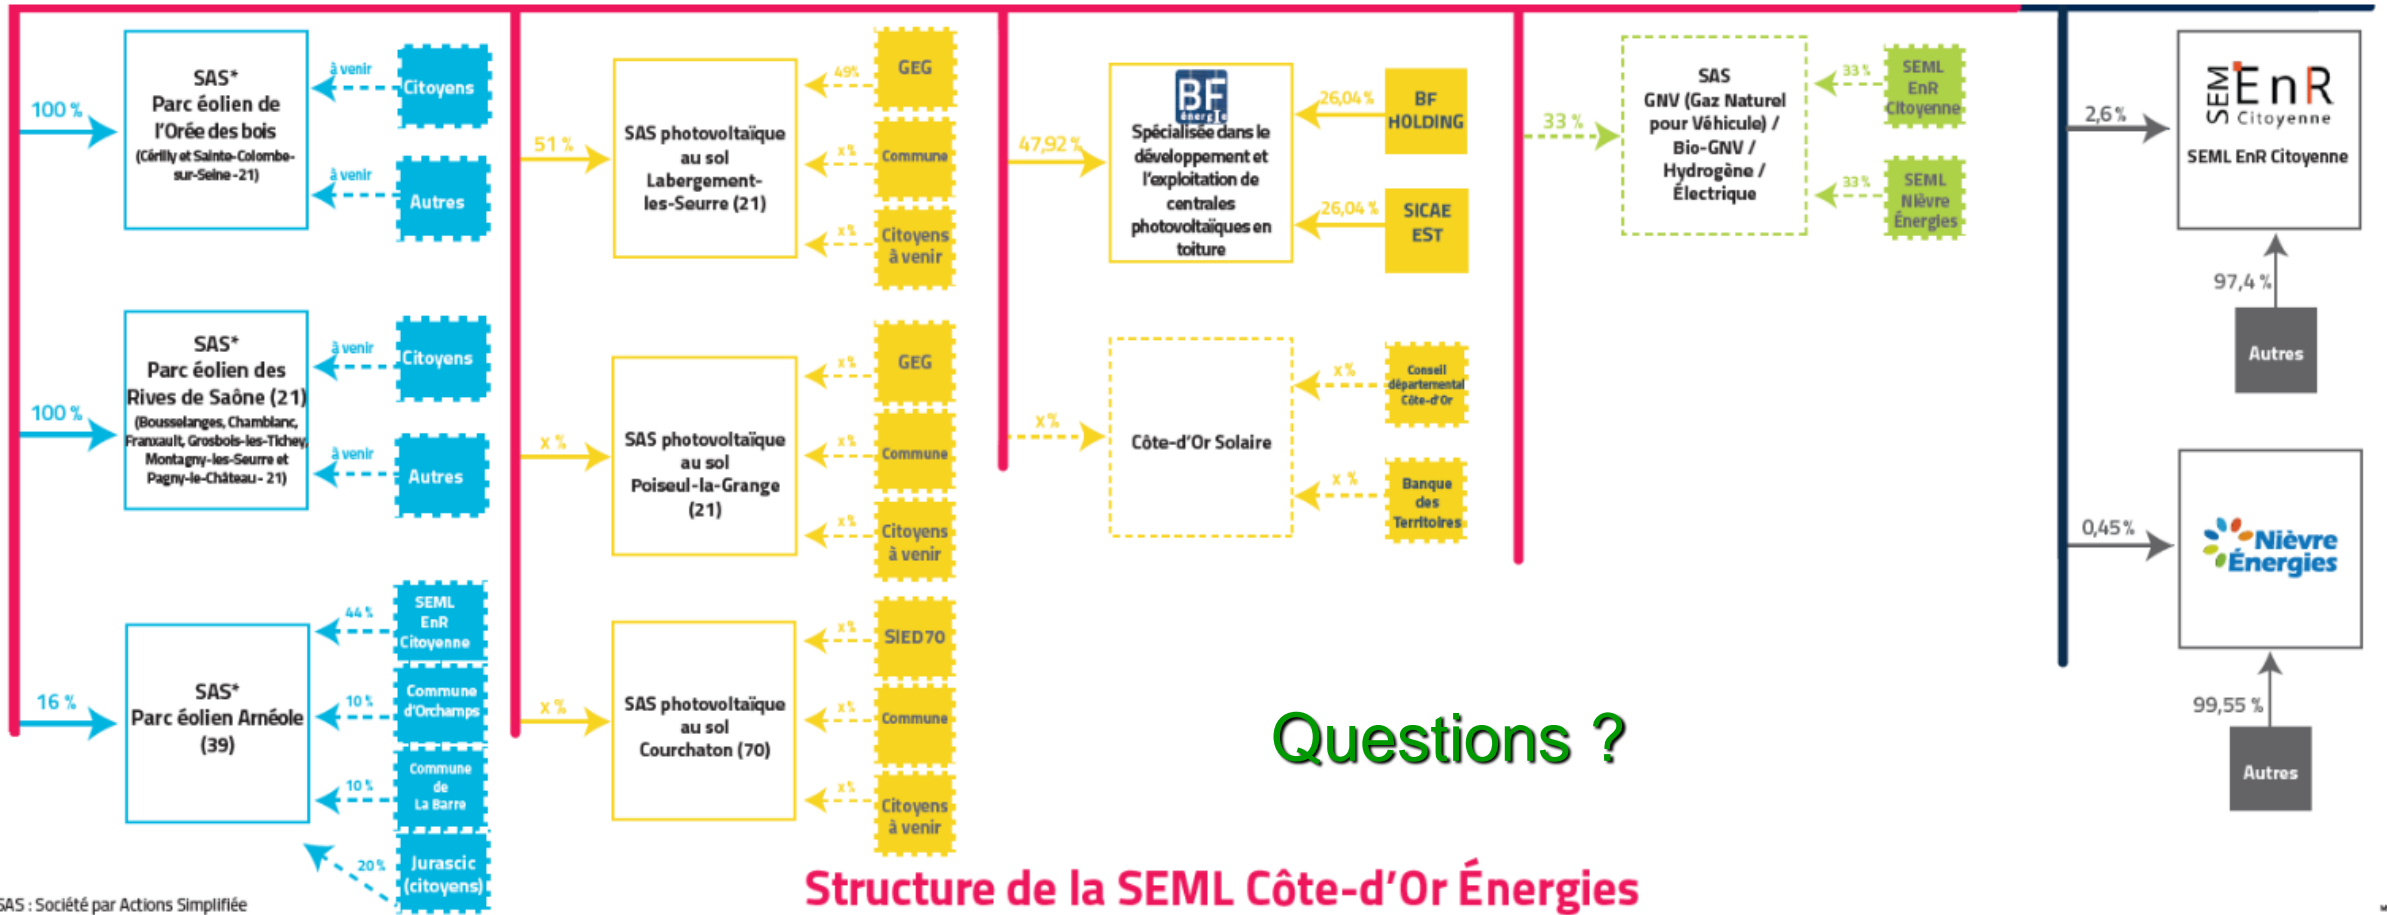 100 %
SAS*
Parc éolien de
l'Orée des bois
(Cérilly et Sainte-Colombe-
sur-Seine -21)
à venir
Citoyens
à venir
Autres
100 %
SAS*
Parc éolien des
Rives de Saône (21)
(Bousselanges, Chamblanc,
Franxault, Grosbois-les-Tichey,
Montagny-les-Seurre et
Pagny-le-Château - 21)
à venir
Citoyens
à venir
Autres
16 %
SAS*
Parc éolien Arnéole
(39)
44 %
SEML
EnR
Citoyenne
10 %
Commune
d'Orchamps
10 %
Commune
de
La Barre
20 %
Jurascic
(citoyens)
51 %
SAS photovoltaïque
au sol
Labergement-
les-Seurre (21)
49%
GEG
x %
Commune
x %
Citoyens
à venir
x %
SAS photovoltaïque
au sol
Poiseul-la-Grange
(21)
x %
GEG
x %
Commune
x %
Citoyens
à venir
x %
SAS photovoltaïque
au sol
Courchaton (70)
x %
SIED70
x %
Commune
x %
Citoyens
à venir
47,92 %
BF
énergie
Spécialisée dans le
développement et
l'exploitation de
centrales
photovoltaïques en
toiture
26,04 %
BF
HOLDING
26,04 %
SICAE
EST
x %
Côte-d'Or Solaire
x %
Conseil
départemental
Côte-d'Or
x %
Banque
des
Territoires
33 %
SAS
GNV (Gaz Naturel
pour Véhicule) /
Bio-GNV /
Hydrogène /
Électrique
33 %
SEML
EnR
Citoyenne
33 %
SEML
Nièvre
Énergies
2,6 %
SEM EnR
Citoyenne
SEML EnR Citoyenne
97,4 %
Autres
0,45 %
Nièvre
Énergies
99,55 %
Autres
Questions ?
Structure de la SEML Côte-d'Or Énergies
SAS : Société par Actions Simplifiée